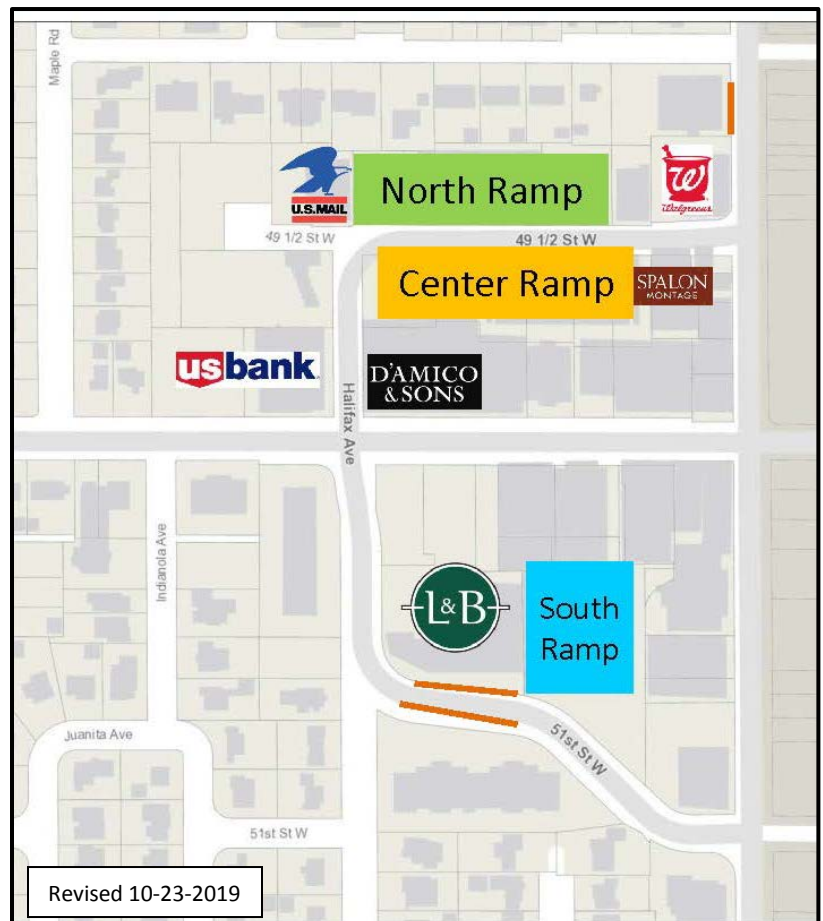 Maple Rd
U.S.MAIL
North Ramp
W
Walgreens
49 1/2 St W
49 1/2 St W
Center Ramp
SPALON
MONTAGE
usbank
D'AMICO
& SONS
Halifax Ave
Indianola Ave
L&B
South
Ramp
Juanita Ave
51st St W
51st St W
Revised 10-23-2019